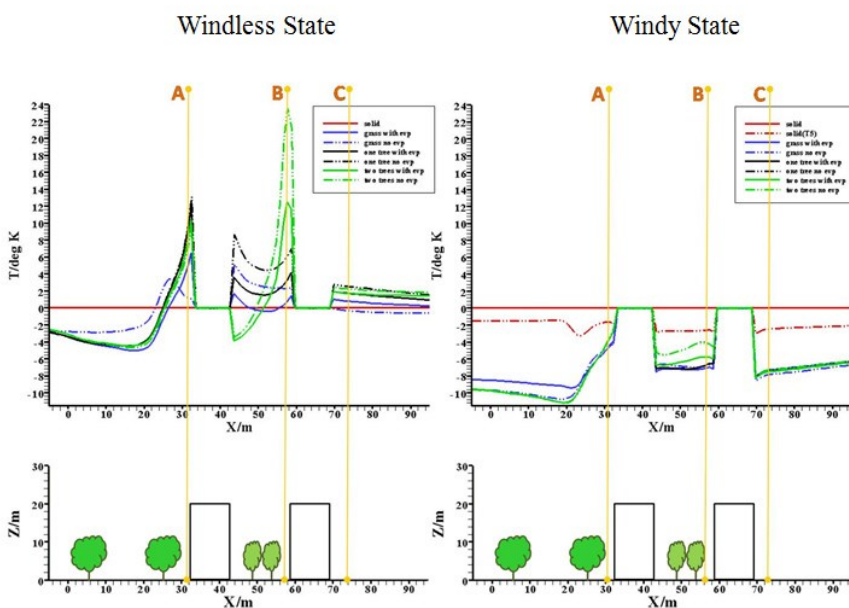 Windless State
Windy State
A B C
24
22
20
18
16
14
12
10
8
6
4
2
0
-2
-4
-6
-8
-10
T/deg K
solid
grass with evp
grass no evp
one tree with evp
one tree no evp
two trees with evp
two trees no evp
0 10 20 30 40 50 60 70 80 90
X/m
A B C
24
22
20
18
16
14
12
10
8
6
4
2
0
-2
-4
-6
-8
-10
T/deg K
solid
solid(T5)
grass with evp
grass no evp
one tree with evp
one tree no evp
two trees with evp
two trees no evp
0 10 20 30 40 50 60 70 80 90
X/m
30
20
10
0
Z/m
0 10 20 30 40 50 60 70 80 90
X/m
30
20
10
0
Z/m
0 10 20 30 40 50 60 70 80 90
X/m